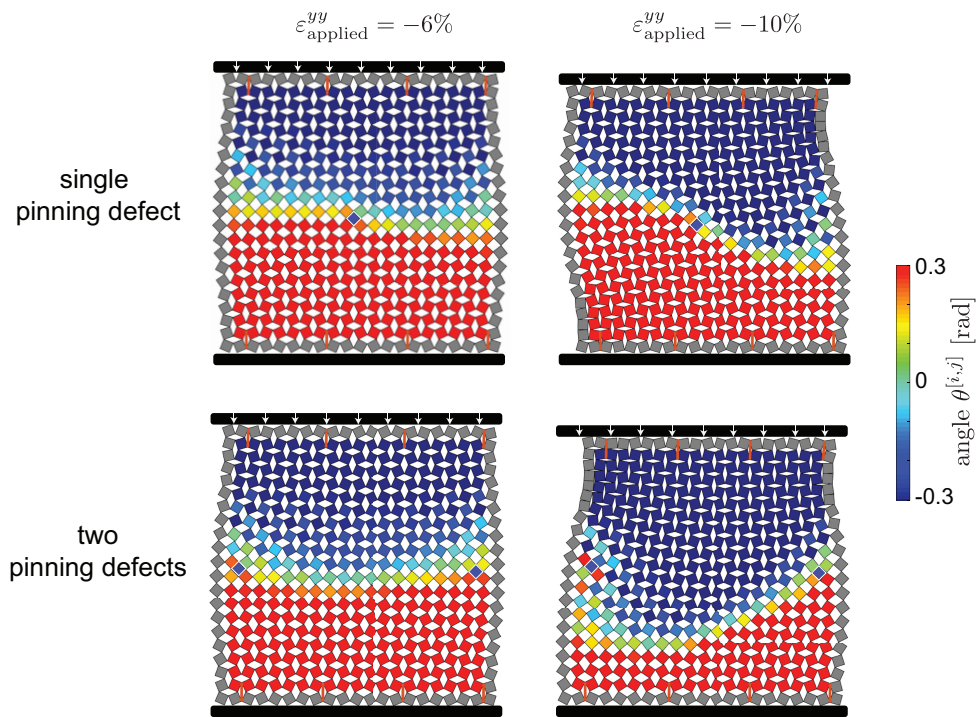 ε^{yy}_{applied} = −6%
ε^{yy}_{applied} = −10%
single
pinning defect
two
pinning defects
0.3
0
-0.3
angle θ^{[i,j]} [rad]